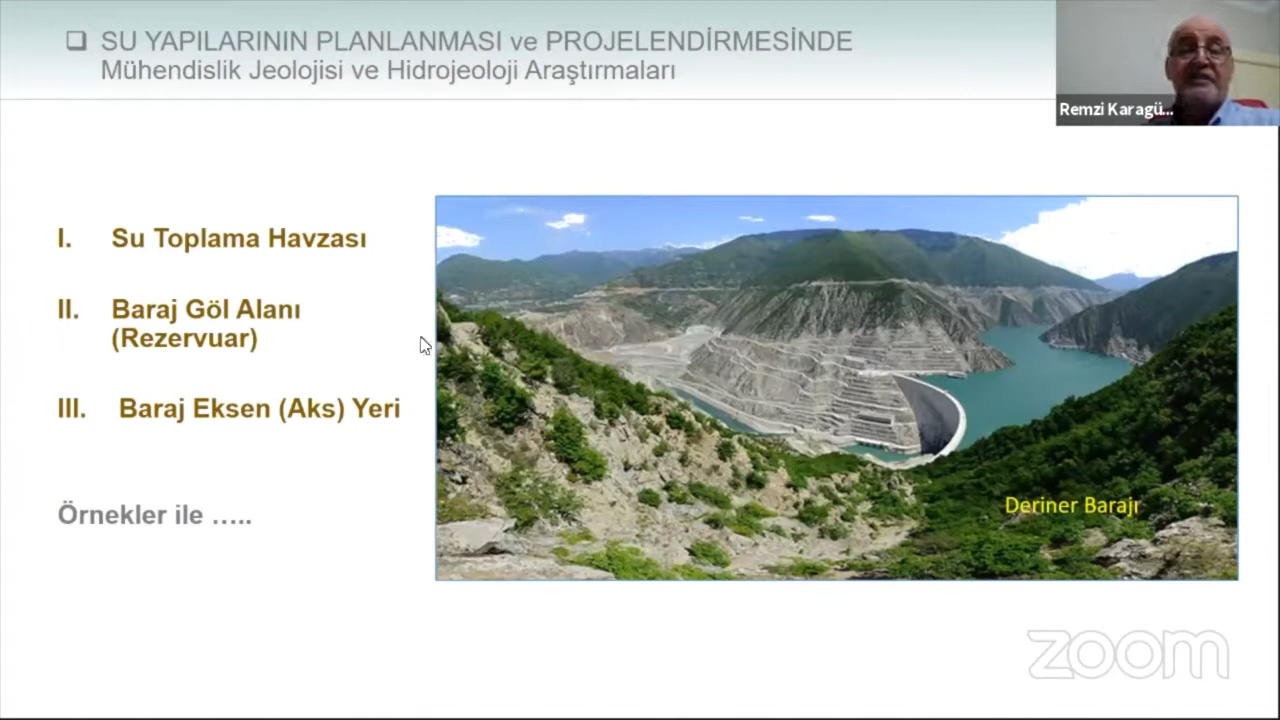 ❑ SU YAPILARININ PLANLANMASI ve PROJELENDİRMESİNDE
Mühendislik Jeolojisi ve Hidrojeoloji Araştırmaları
Remzi Karagü...
I. Su Toplama Havzası
II. Baraj Göl Alanı
(Rezervuar)
III. Baraj Eksen (Aks) Yeri
Örnekler ile …..
Deriner Barajı
zoom